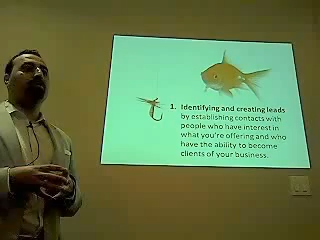 1. Identifying and creating leads
by establishing contacts with
people who have interest in
what you're offering and who
have the ability to become
clients of your business.